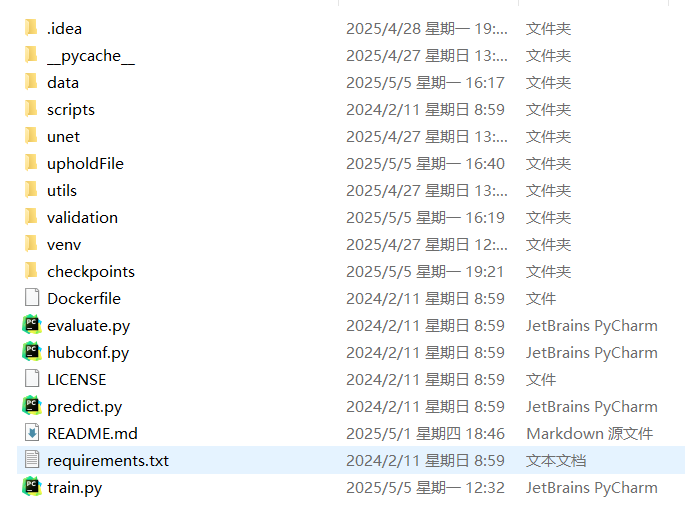 .idea 2025/4/28 星期一 19:... 文件夹
__pycache__ 2025/4/27 星期日 13:... 文件夹
data 2025/5/5 星期一 16:17 文件夹
scripts 2024/2/11 星期日 8:59 文件夹
unet 2025/4/27 星期日 13:... 文件夹
upholdFile 2025/5/5 星期一 16:40 文件夹
utils 2025/4/27 星期日 13:... 文件夹
validation 2025/5/5 星期一 16:19 文件夹
venv 2025/4/27 星期日 12:... 文件夹
checkpoints 2025/5/5 星期一 19:21 文件夹
Dockerfile 2024/2/11 星期日 8:59 文件
evaluate.py 2024/2/11 星期日 8:59 JetBrains PyCharm
hubconf.py 2024/2/11 星期日 8:59 JetBrains PyCharm
LICENSE 2024/2/11 星期日 8:59 文件
predict.py 2024/2/11 星期日 8:59 JetBrains PyCharm
README.md 2025/5/1 星期四 18:46 Markdown 源文件
requirements.txt 2024/2/11 星期日 8:59 文本文档
train.py 2025/5/5 星期一 12:32 JetBrains PyCharm